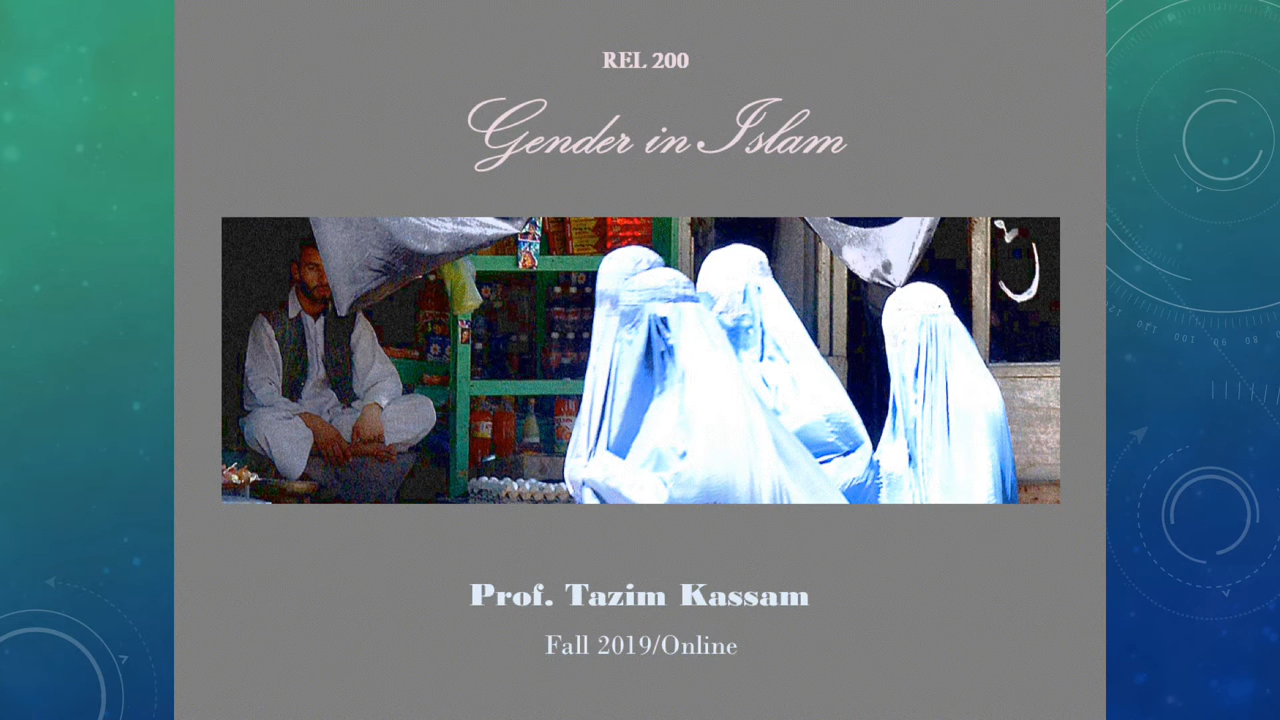 REL 200
Gender in Islam
Prof. Tazim Kassam
Fall 2019/Online